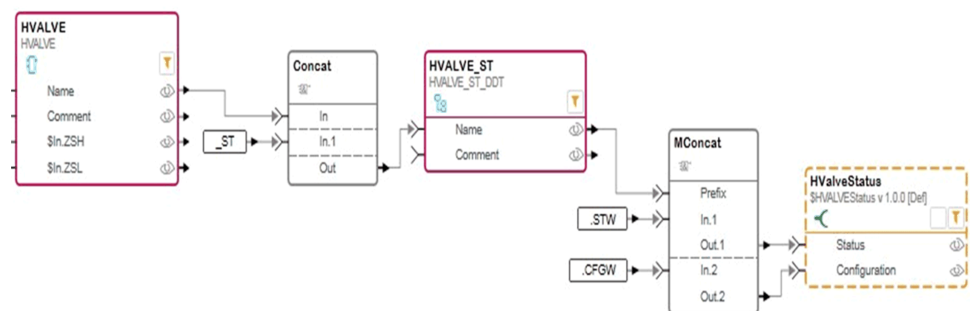 HVALVE
HVALVE
Name
Comment
$In.ZSH
$In.ZSL
_ST
Concat
In
In.1
Out
HVALVE_ST
HVALVE_ST_DDT
Name
Comment
.STW
.CFGW
MConcat
Prefix
In.1
Out.1
In.2
Out.2
HValveStatus
$HVALVEStatus v 1.0.0 [Def]
Status
Configuration